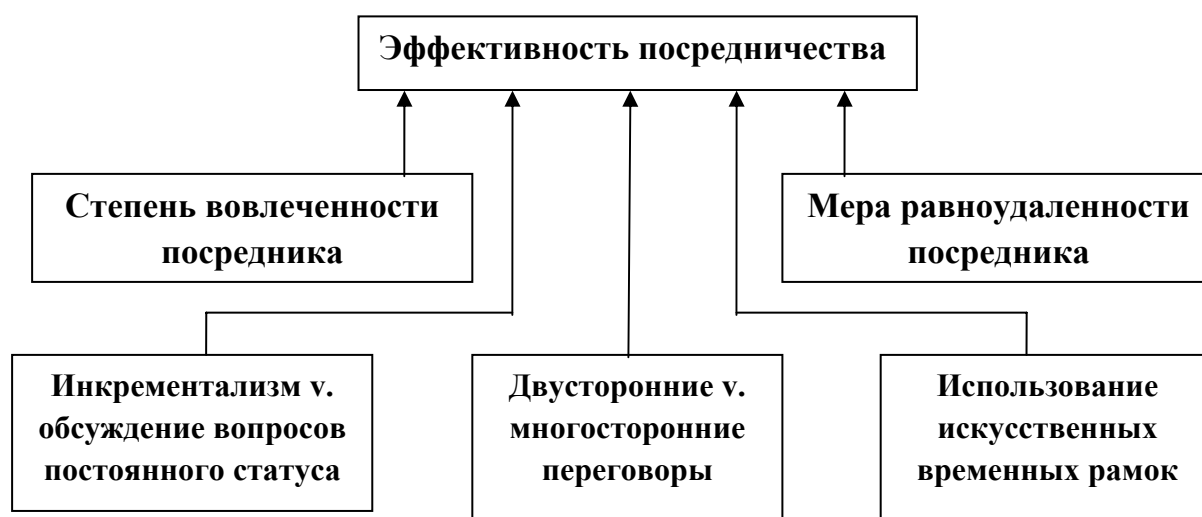 Эффективность посредничества
Степень вовлеченности
посредника
Мера равноудаленности
посредника
Инкрементализм v.
обсуждение вопросов
постоянного статуса
Двусторонние v.
многосторонние
переговоры
Использование
искусственных
временных рамок